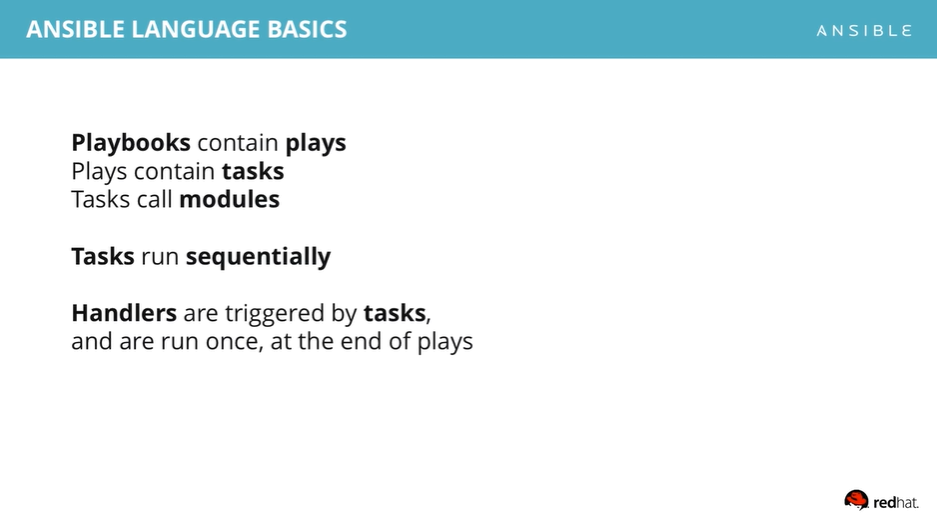 ANSIBLE LANGUAGE BASICS
ANSIBLE
Playbooks contain plays
Plays contain tasks
Tasks call modules
Tasks run sequentially
Handlers are triggered by tasks,
and are run once, at the end of plays
redhat.